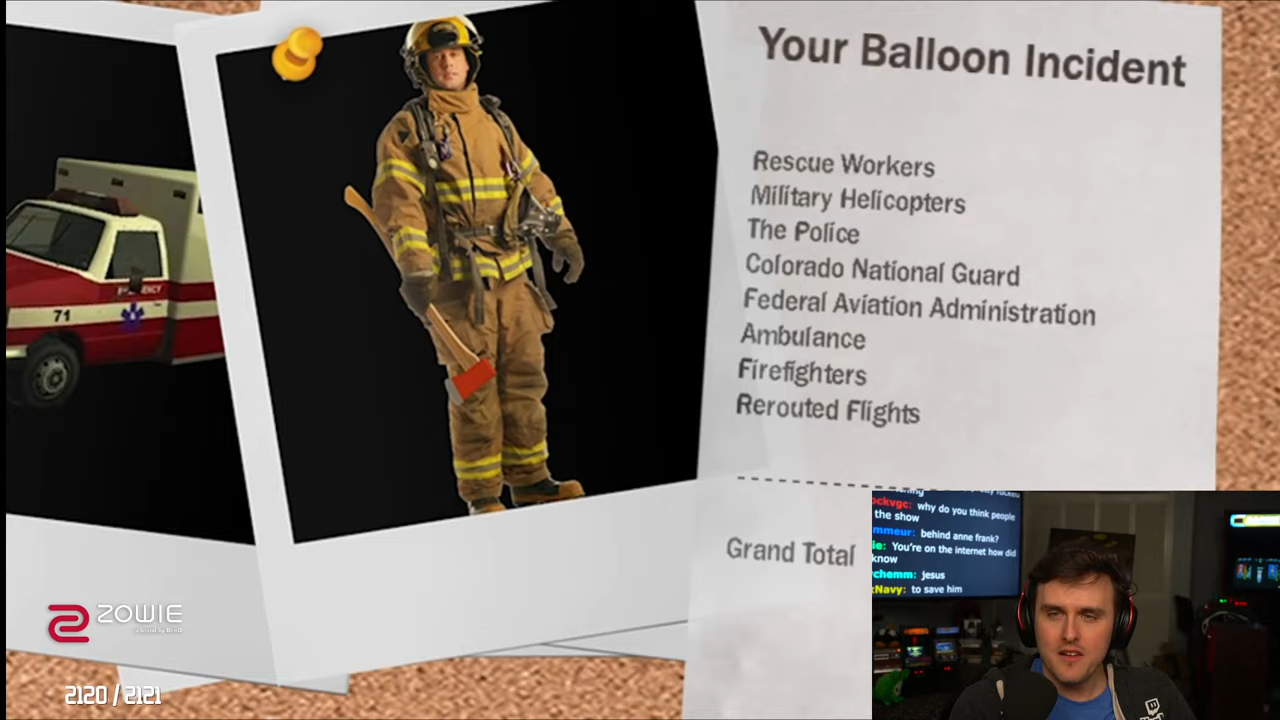 Your Balloon Incident
Rescue Workers
Military Helicopters
The Police
Colorado National Guard
Federal Aviation Administration
Ambulance
Firefighters
Rerouted Flights
Grand Total
71
ZOWIE
2120 / 2121
why do you think people
the show
behind anne frank?
You're on the internet how did
know
jesus
to save him